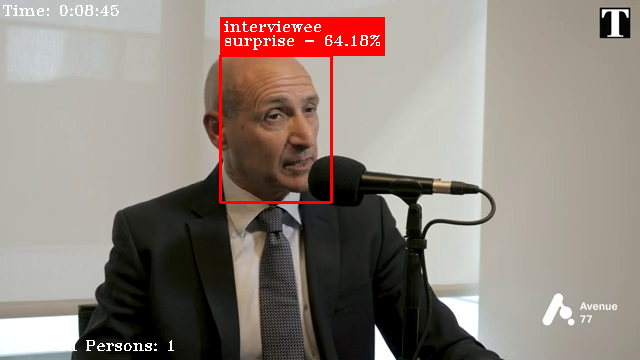 Time: 0:08:45
interviewee
surprise - 64.18%
T
Avenue
77
Persons: 1